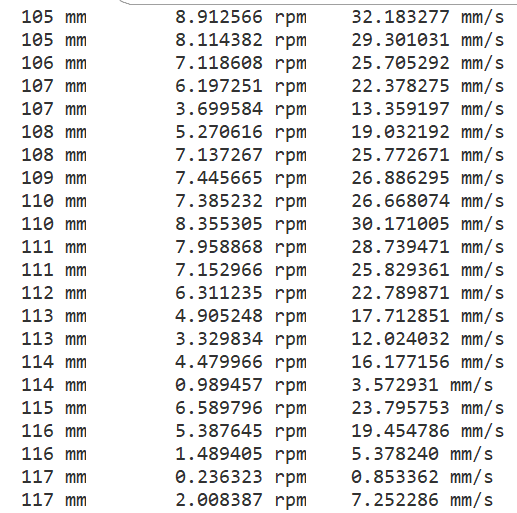 105 mm 8.912566 rpm 32.183277 mm/s
105 mm 8.114382 rpm 29.301031 mm/s
106 mm 7.118608 rpm 25.705292 mm/s
107 mm 6.197251 rpm 22.378275 mm/s
107 mm 3.699584 rpm 13.359197 mm/s
108 mm 5.270616 rpm 19.032192 mm/s
108 mm 7.137267 rpm 25.772671 mm/s
109 mm 7.445665 rpm 26.886295 mm/s
110 mm 7.385232 rpm 26.668074 mm/s
110 mm 8.355305 rpm 30.171005 mm/s
111 mm 7.958868 rpm 28.739471 mm/s
111 mm 7.152966 rpm 25.829361 mm/s
112 mm 6.311235 rpm 22.789871 mm/s
113 mm 4.905248 rpm 17.712851 mm/s
113 mm 3.329834 rpm 12.024032 mm/s
114 mm 4.479966 rpm 16.177156 mm/s
114 mm 0.989457 rpm 3.572931 mm/s
115 mm 6.589796 rpm 23.795753 mm/s
116 mm 5.387645 rpm 19.454786 mm/s
116 mm 1.489405 rpm 5.378240 mm/s
117 mm 0.236323 rpm 0.853362 mm/s
117 mm 2.008387 rpm 7.252286 mm/s